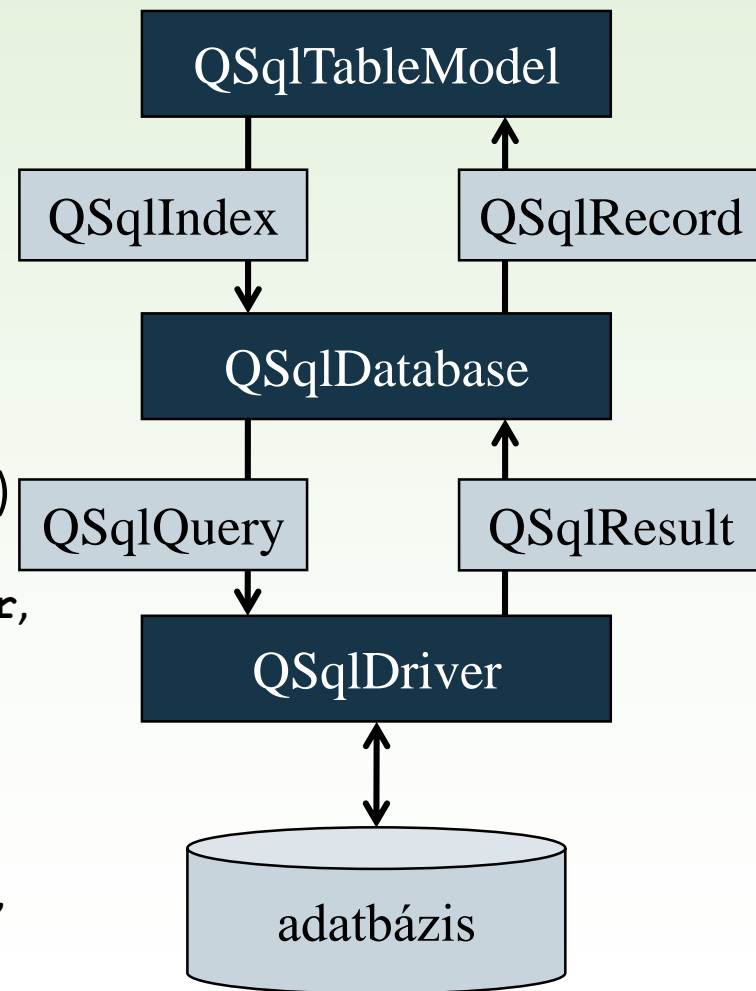 QSqlTableModel
QSqlIndex
QSqlRecord
QSqlDatabase
)
QSqlQuery
QSqlResult
r,
QSqlDriver
adatbázis
,